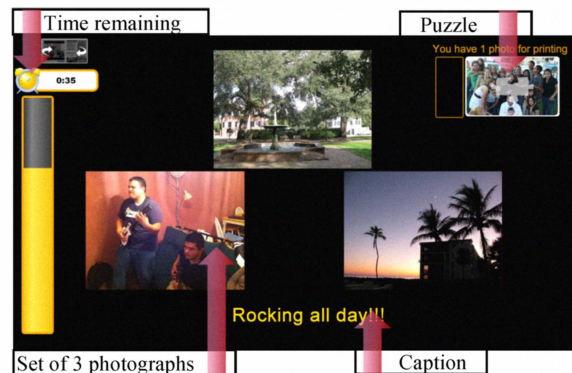 Time remaining
Puzzle
You have 1 photo for printing
0:35
Rocking all day!!!
Set of 3 photographs
Caption